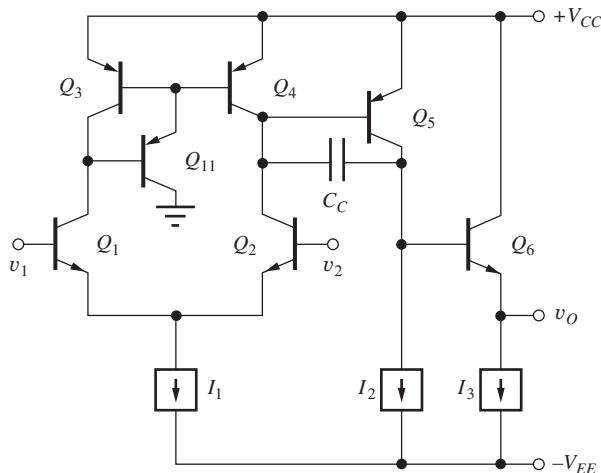 +V_CC
Q_3
Q_4
Q_5
Q_11
C_C
Q_1
Q_2
Q_6
v_1
v_2
v_O
I_1
I_2
I_3
–V_EE